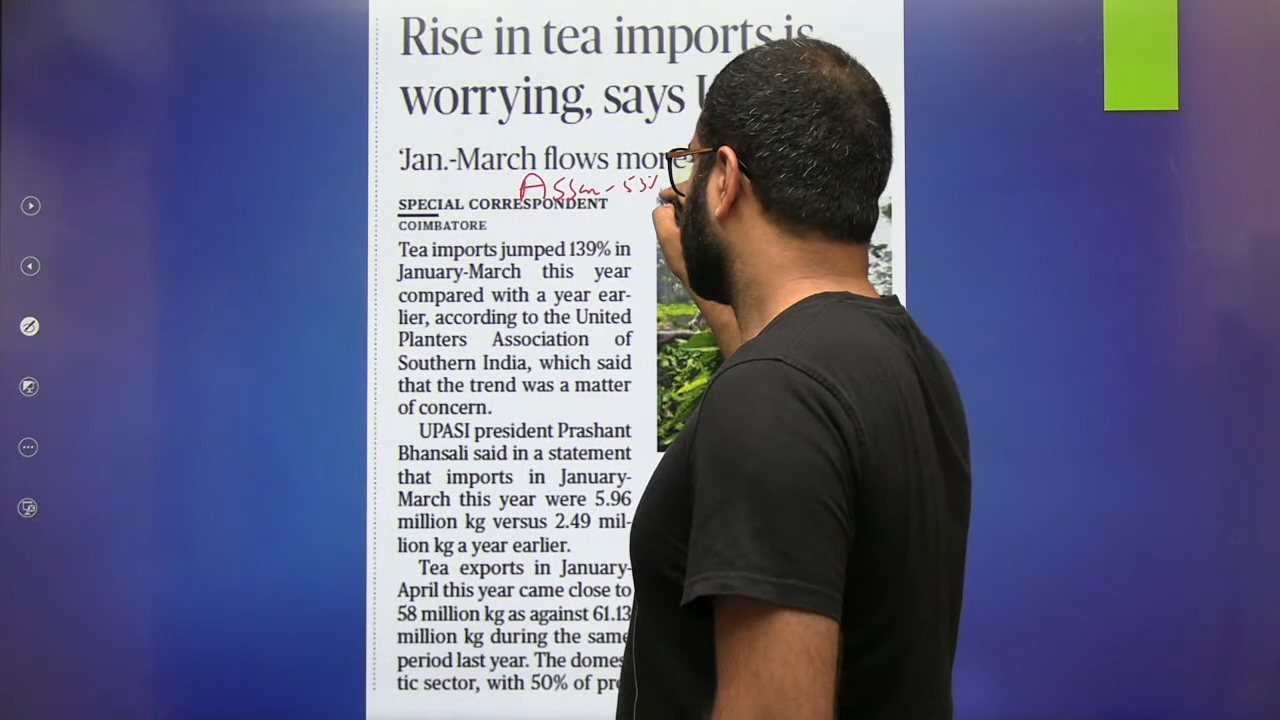 Rise in tea imports is
worrying, says
'Jan.-March flows more
Assam - 55%
SPECIAL CORRESPONDENT
COIMBATORE
Tea imports jumped 139% in
January-March this year
compared with a year ear-
lier, according to the United
Planters Association of
Southern India, which said
that the trend was a matter
of concern.
UPASI president Prashant
Bhansali said in a statement
that imports in January-
March this year were 5.96
million kg versus 2.49 mil-
lion kg a year earlier.
Tea exports in January-
April this year came close to
58 million kg as against 61.13
million kg during the same
period last year. The domes-
tic sector, with 50% of